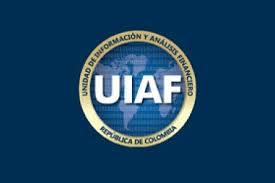 UNIDAD DE INFORMACIÓN Y ANÁLISIS FINANCIERO
UIAF
REPÚBLICA DE COLOMBIA